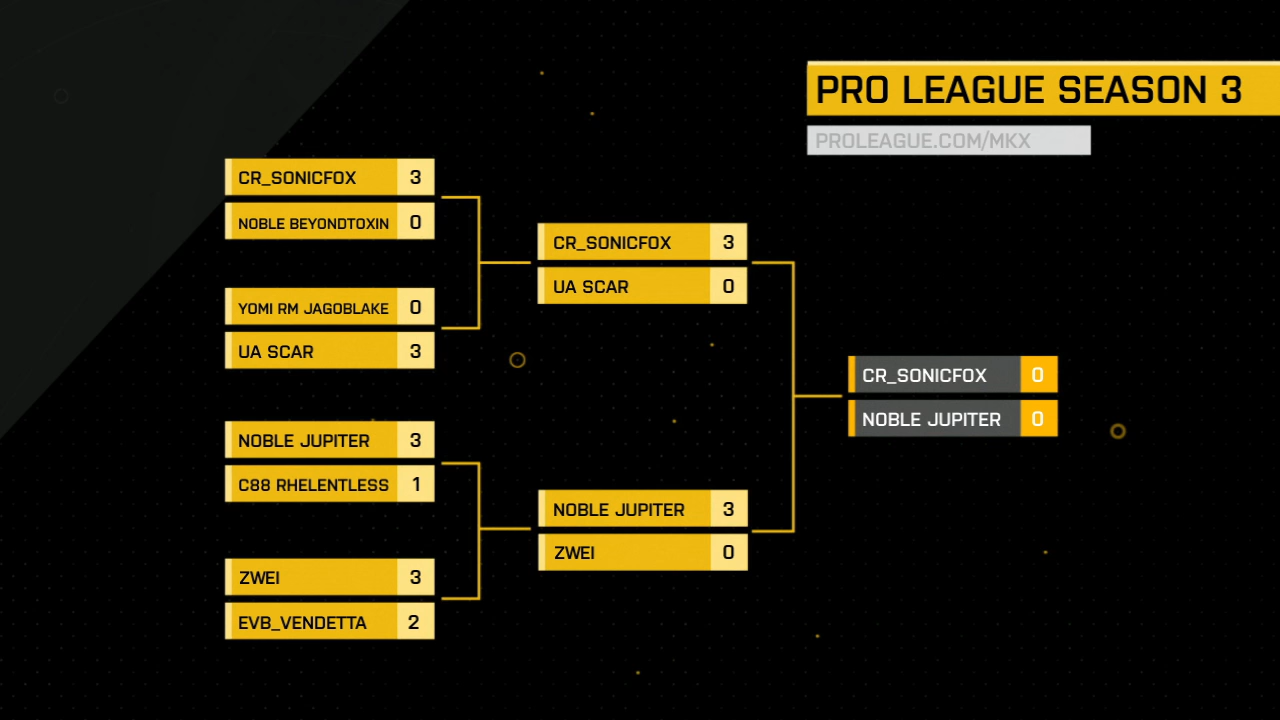 PRO LEAGUE SEASON 3
PROLEAGUE.COM/MKX
CR_SONICFOX 3
NOBLE BEYONDTOXIN 0
YOMI RM JAGOBLAKE 0
UA SCAR 3
NOBLE JUPITER 3
C88 RHELENTLESS 1
ZWEI 3
EVB_VENDETTA 2
CR_SONICFOX 3
UA SCAR 0
NOBLE JUPITER 3
ZWEI 0
CR_SONICFOX 0
NOBLE JUPITER 0